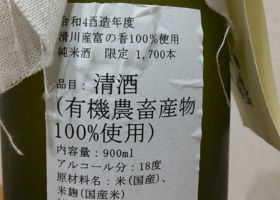 令和4酒造年度
滑川産富の香100%使用
純米酒 限定 1,700本
品目：清酒
(有機農畜産物
100%使用)
内容量：900ml
アルコール分：18度
原材料名：米(国産)、
米麹(国産米)